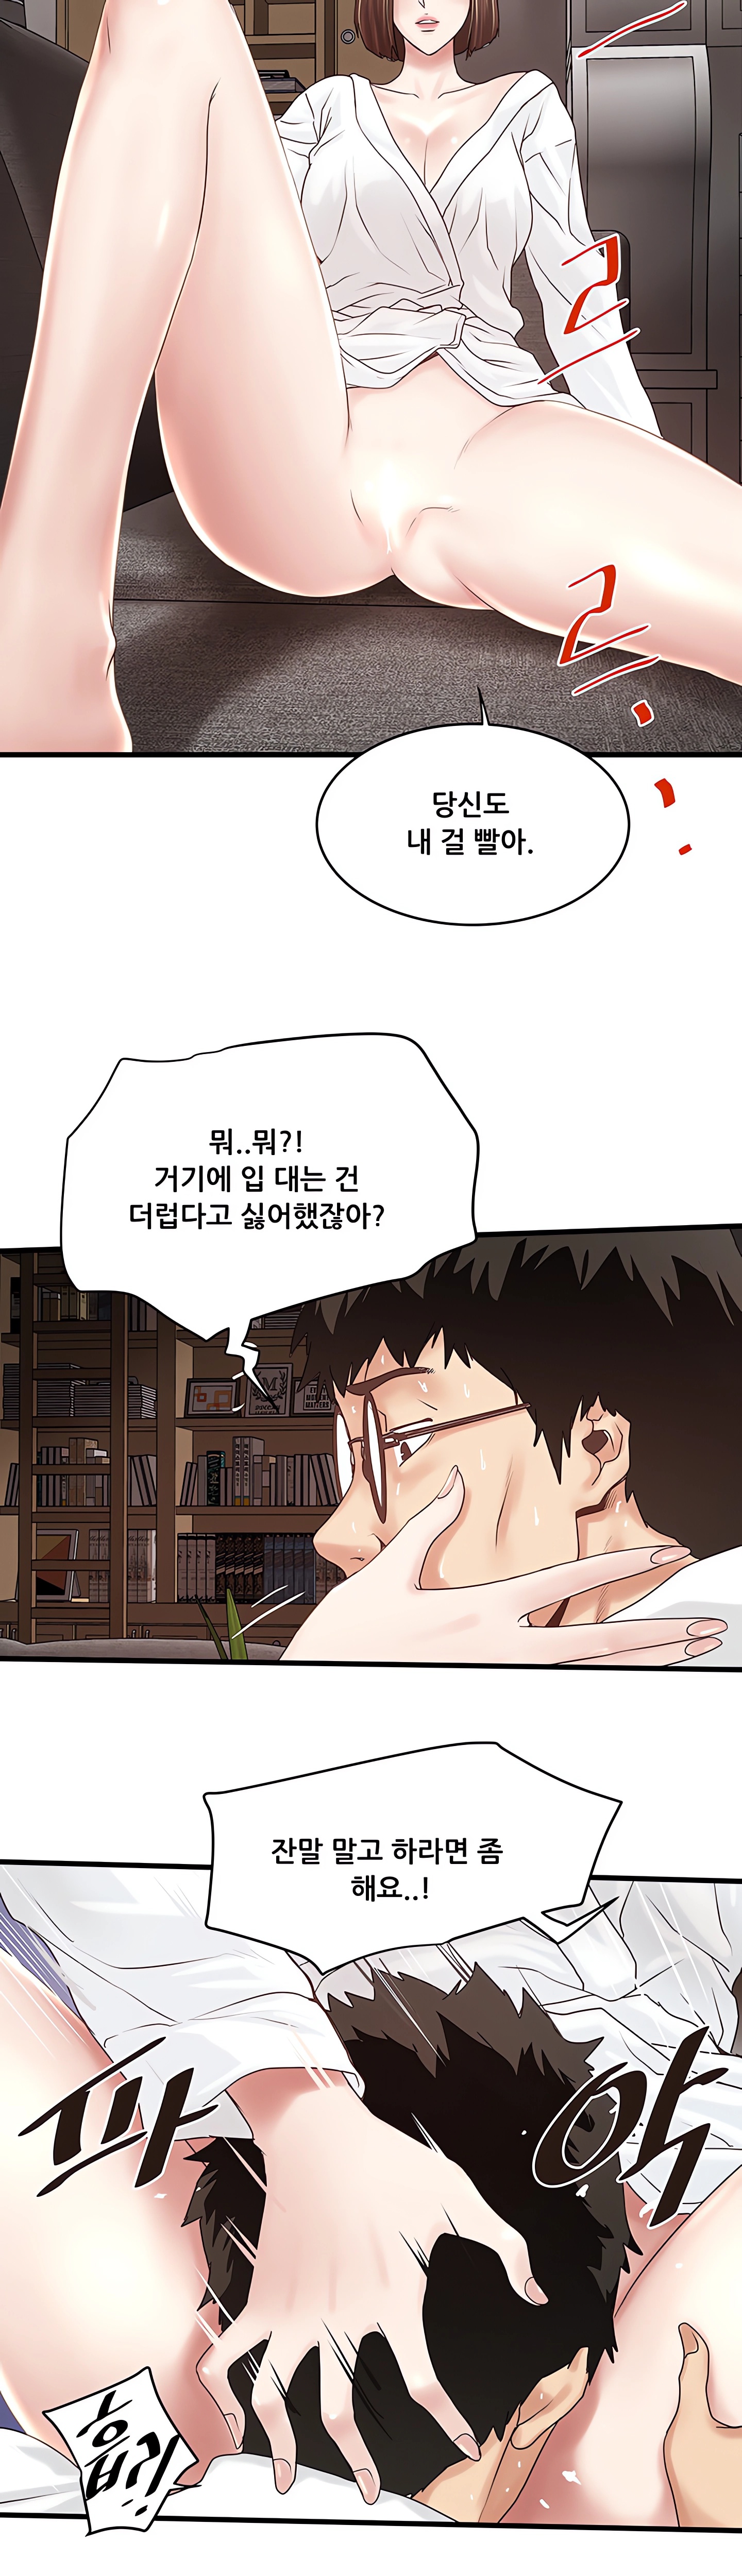 당신도
내 걸 빨아.
뭐..뭐?!
거기에 입 대는 건
더럽다고 싫어했잖아?
잔말 말고 하라면 좀
해요..!
파
악
흡!